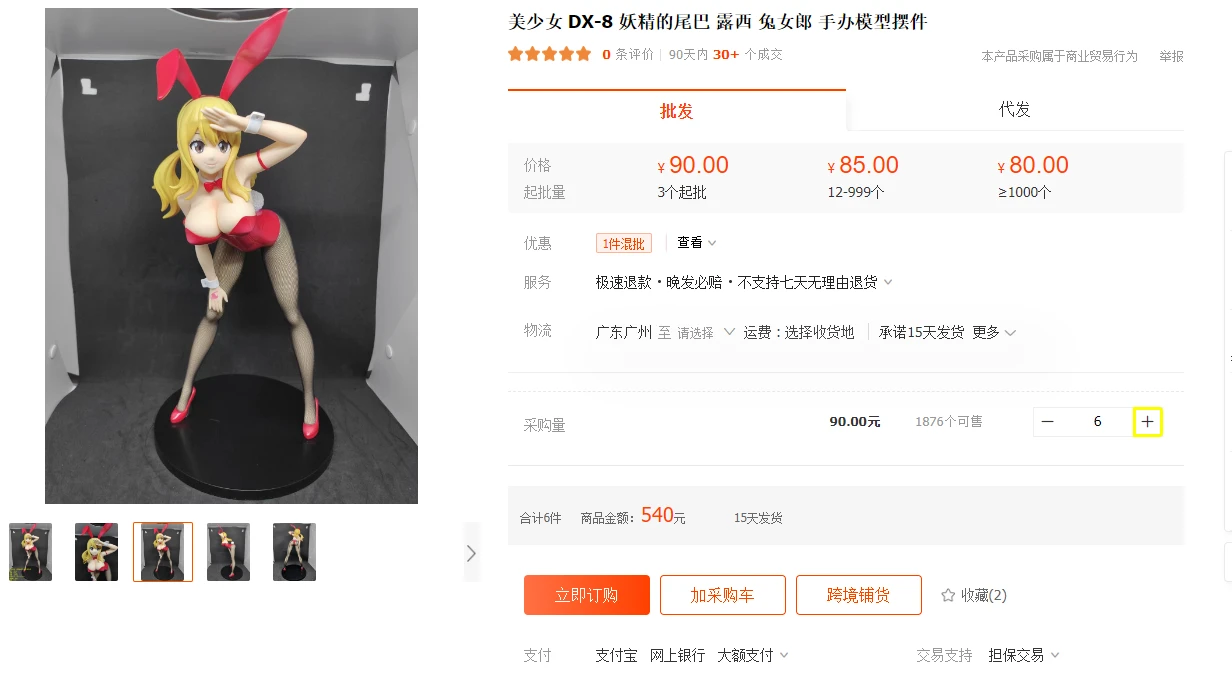 美少女 DX-8 妖精的尾巴 露西 兔女郎 手办模型摆件
0 条评价 90天内 30+ 个成交
本产品采购属于商业贸易行为 举报
批发 代发
价格 ¥ 90.00 ¥ 85.00 ¥ 80.00
起批量 3个起批 12-999个 ≥1000个
优惠 1件混批 查看
服务 极速退款·晚发必赔·不支持七天无理由退货
物流 广东广州 至 请选择 运费：选择收货地 承诺15天发货 更多
采购量 90.00元 1876个可售 − 6 +
合计6件 商品金额：540元 15天发货
立即订购 加采购车 跨境铺货 收藏(2)
支付 支付宝 网上银行 大额支付 交易支持 担保交易